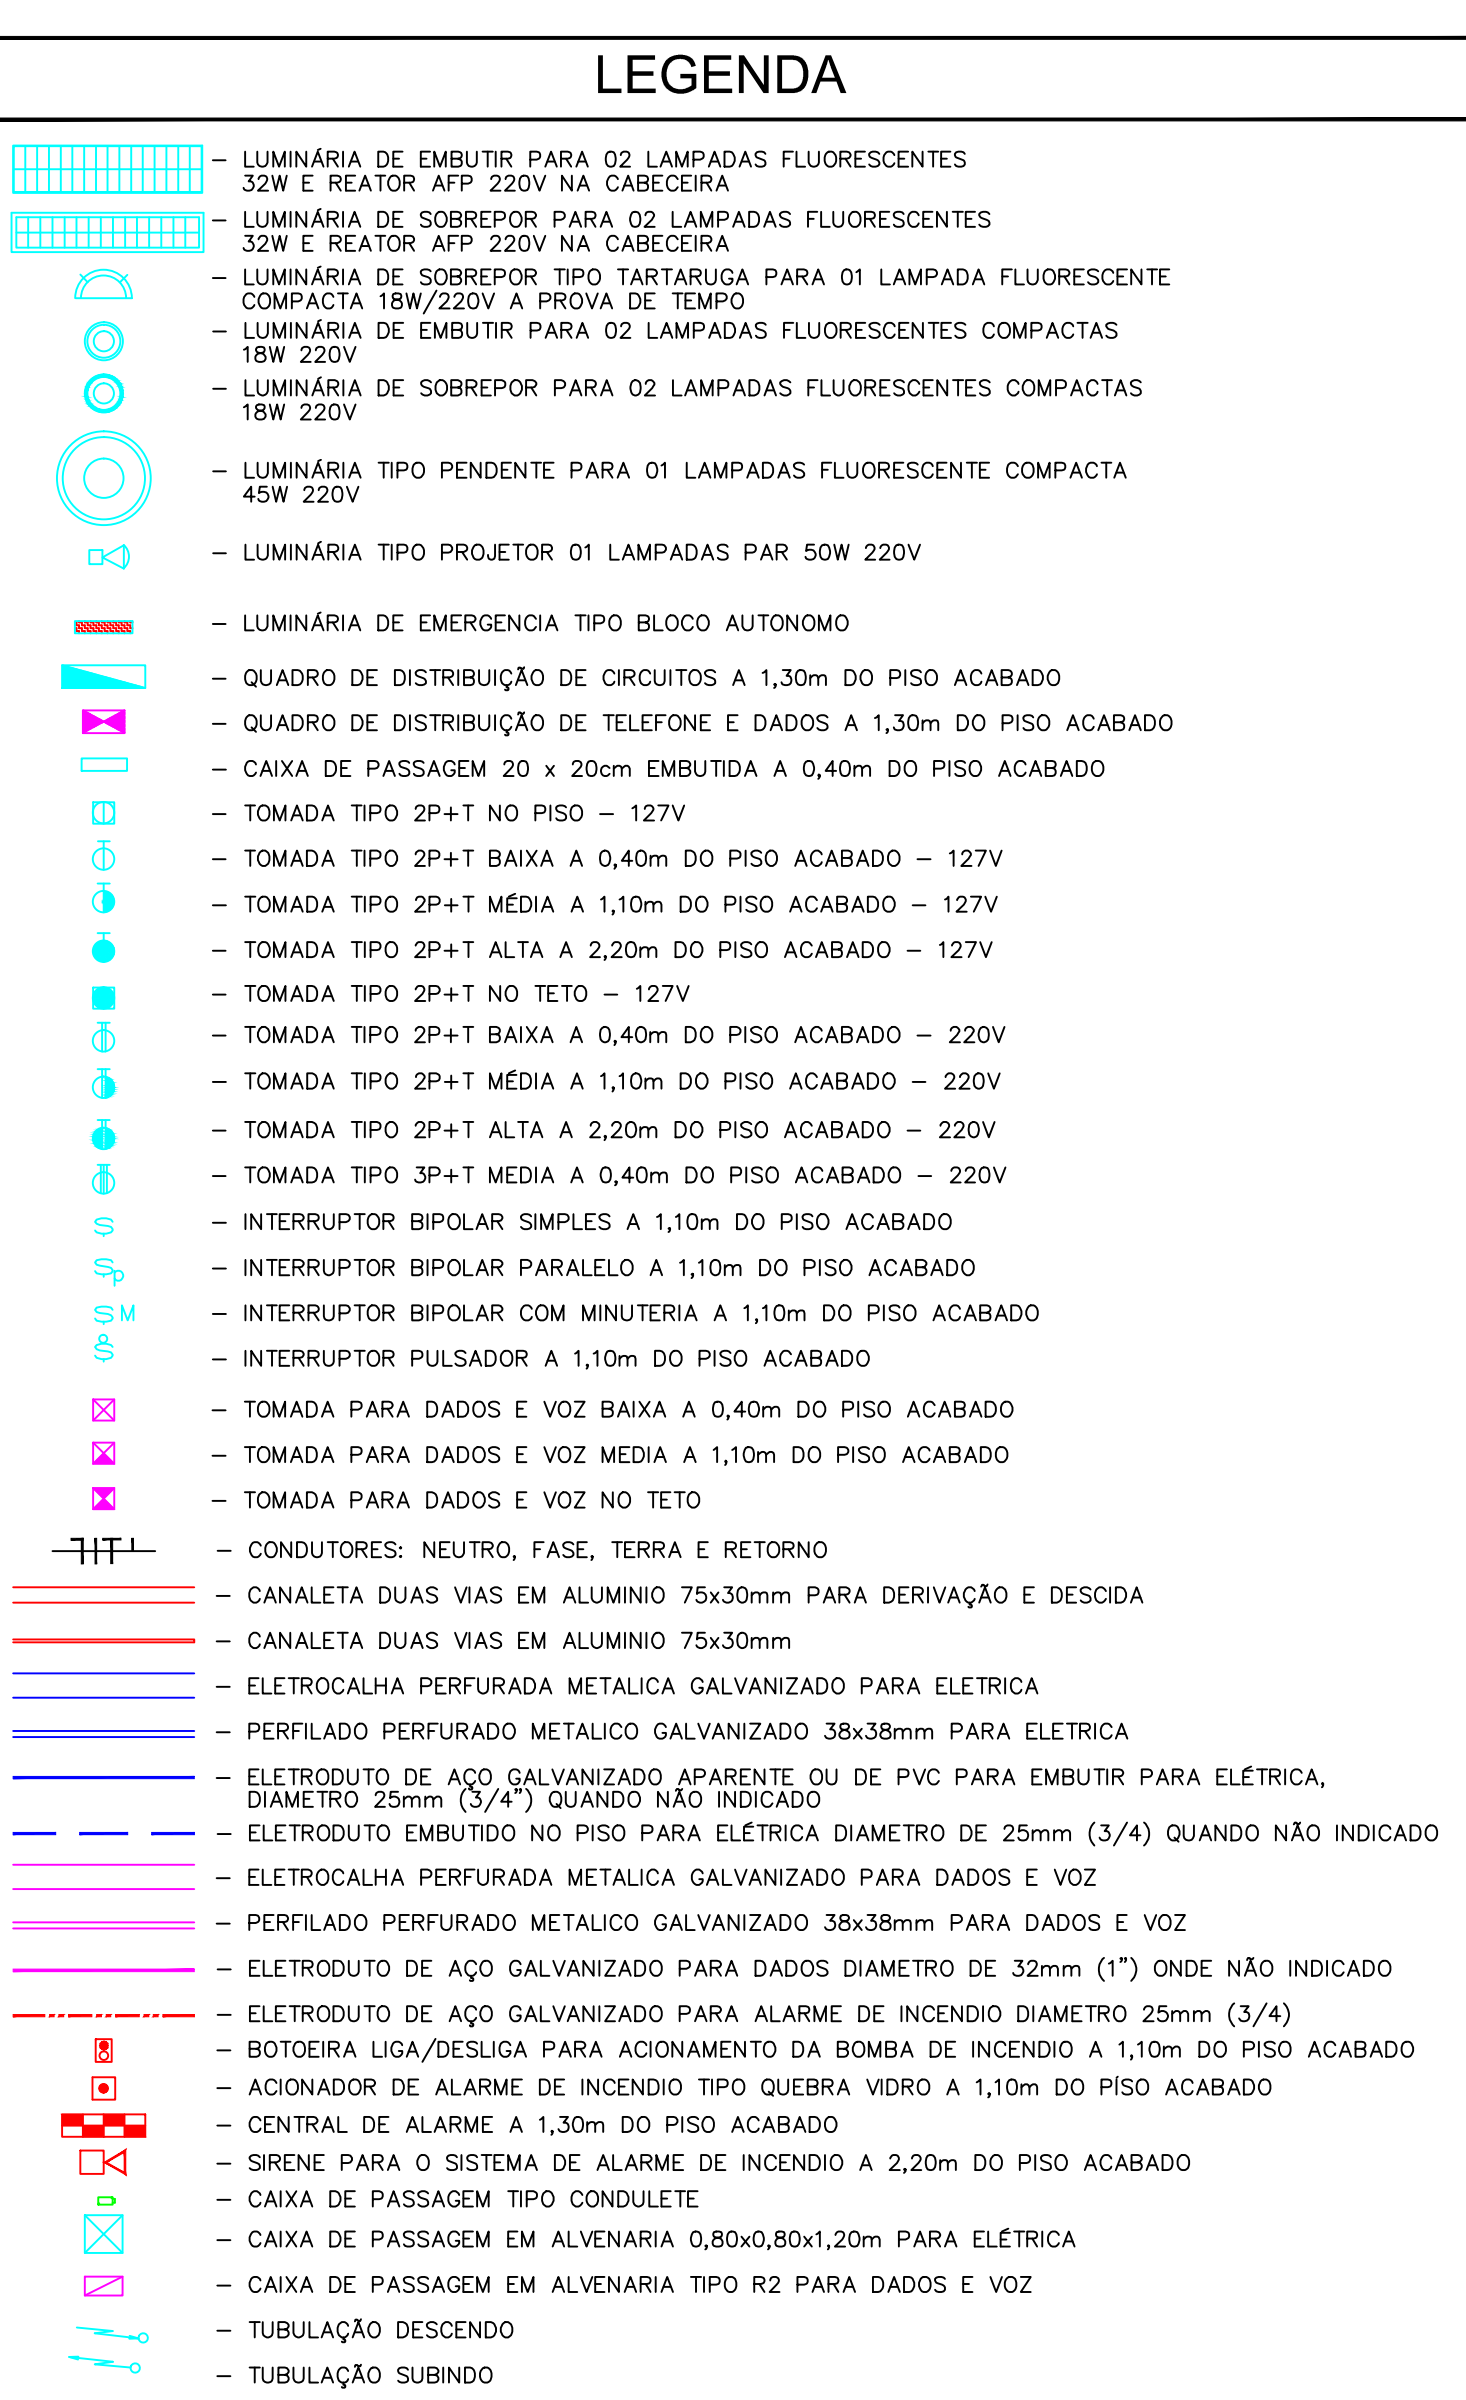 LEGENDA
– LUMINÁRIA DE EMBUTIR PARA 02 LAMPADAS FLUORESCENTES
32W E REATOR AFP 220V NA CABECEIRA
– LUMINÁRIA DE SOBREPOR PARA 02 LAMPADAS FLUORESCENTES
32W E REATOR AFP 220V NA CABECEIRA
– LUMINÁRIA DE SOBREPOR TIPO TARTARUGA PARA 01 LAMPADA FLUORESCENTE
COMPACTA 18W/220V A PROVA DE TEMPO
– LUMINÁRIA DE EMBUTIR PARA 02 LAMPADAS FLUORESCENTES COMPACTAS
18W 220V
– LUMINÁRIA DE SOBREPOR PARA 02 LAMPADAS FLUORESCENTES COMPACTAS
18W 220V
– LUMINÁRIA TIPO PENDENTE PARA 01 LAMPADAS FLUORESCENTE COMPACTA
45W 220V
– LUMINÁRIA TIPO PROJETOR 01 LAMPADAS PAR 50W 220V
– LUMINÁRIA DE EMERGENCIA TIPO BLOCO AUTONOMO
– QUADRO DE DISTRIBUIÇÃO DE CIRCUITOS A 1,30m DO PISO ACABADO
– QUADRO DE DISTRIBUIÇÃO DE TELEFONE E DADOS A 1,30m DO PISO ACABADO
– CAIXA DE PASSAGEM 20 x 20cm EMBUTIDA A 0,40m DO PISO ACABADO
– TOMADA TIPO 2P+T NO PISO – 127V
– TOMADA TIPO 2P+T BAIXA A 0,40m DO PISO ACABADO – 127V
– TOMADA TIPO 2P+T MÉDIA A 1,10m DO PISO ACABADO – 127V
– TOMADA TIPO 2P+T ALTA A 2,20m DO PISO ACABADO – 127V
– TOMADA TIPO 2P+T NO TETO – 127V
– TOMADA TIPO 2P+T BAIXA A 0,40m DO PISO ACABADO – 220V
– TOMADA TIPO 2P+T MÉDIA A 1,10m DO PISO ACABADO – 220V
– TOMADA TIPO 2P+T ALTA A 2,20m DO PISO ACABADO – 220V
– TOMADA TIPO 3P+T MEDIA A 0,40m DO PISO ACABADO – 220V
S – INTERRUPTOR BIPOLAR SIMPLES A 1,10m DO PISO ACABADO
Sp – INTERRUPTOR BIPOLAR PARALELO A 1,10m DO PISO ACABADO
S M – INTERRUPTOR BIPOLAR COM MINUTERIA A 1,10m DO PISO ACABADO
S – INTERRUPTOR PULSADOR A 1,10m DO PISO ACABADO
– TOMADA PARA DADOS E VOZ BAIXA A 0,40m DO PISO ACABADO
– TOMADA PARA DADOS E VOZ MEDIA A 1,10m DO PISO ACABADO
– TOMADA PARA DADOS E VOZ NO TETO
– CONDUTORES: NEUTRO, FASE, TERRA E RETORNO
– CANALETA DUAS VIAS EM ALUMINIO 75x30mm PARA DERIVAÇÃO E DESCIDA
– CANALETA DUAS VIAS EM ALUMINIO 75x30mm
– ELETROCALHA PERFURADA METALICA GALVANIZADO PARA ELETRICA
– PERFILADO PERFURADO METALICO GALVANIZADO 38x38mm PARA ELETRICA
– ELETRODUTO DE AÇO GALVANIZADO APARENTE OU DE PVC PARA EMBUTIR PARA ELÉTRICA,
DIAMETRO 25mm (3/4") QUANDO NÃO INDICADO
– ELETRODUTO EMBUTIDO NO PISO PARA ELÉTRICA DIAMETRO DE 25mm (3/4) QUANDO NÃO INDICADO
– ELETROCALHA PERFURADA METALICA GALVANIZADO PARA DADOS E VOZ
– PERFILADO PERFURADO METALICO GALVANIZADO 38x38mm PARA DADOS E VOZ
– ELETRODUTO DE AÇO GALVANIZADO PARA DADOS DIAMETRO DE 32mm (1") ONDE NÃO INDICADO
– ELETRODUTO DE AÇO GALVANIZADO PARA ALARME DE INCENDIO DIAMETRO 25mm (3/4)
– BOTOEIRA LIGA/DESLIGA PARA ACIONAMENTO DA BOMBA DE INCENDIO A 1,10m DO PISO ACABADO
– ACIONADOR DE ALARME DE INCENDIO TIPO QUEBRA VIDRO A 1,10m DO PÍSO ACABADO
– CENTRAL DE ALARME A 1,30m DO PISO ACABADO
– SIRENE PARA O SISTEMA DE ALARME DE INCENDIO A 2,20m DO PISO ACABADO
– CAIXA DE PASSAGEM TIPO CONDULETE
– CAIXA DE PASSAGEM EM ALVENARIA 0,80x0,80x1,20m PARA ELÉTRICA
– CAIXA DE PASSAGEM EM ALVENARIA TIPO R2 PARA DADOS E VOZ
– TUBULAÇÃO DESCENDO
– TUBULAÇÃO SUBINDO